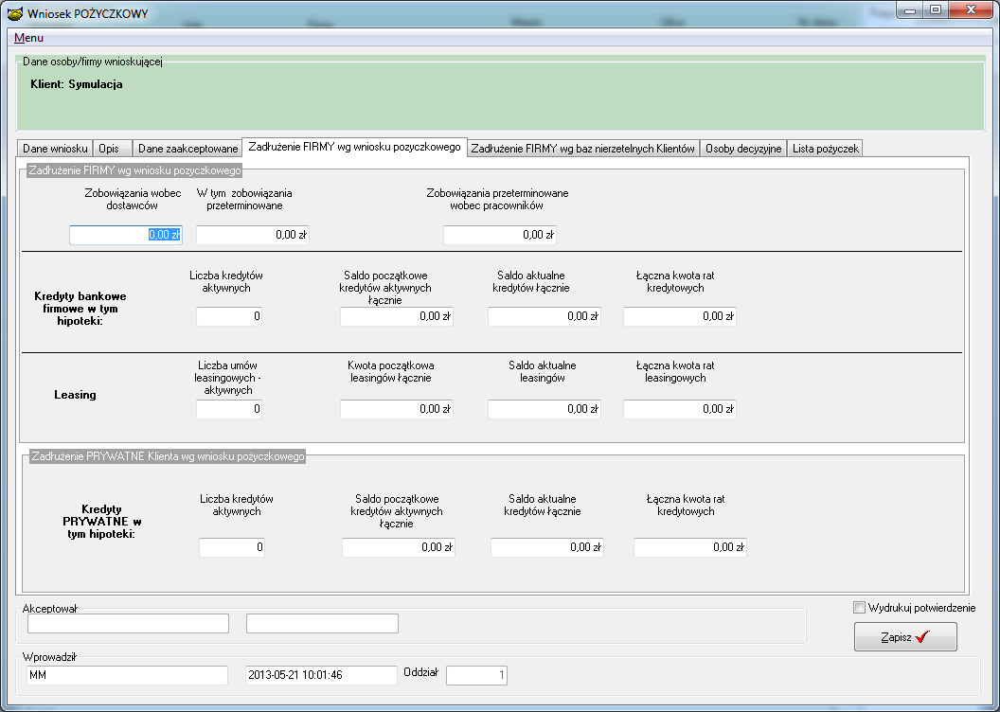 Wniosek POŻYCZKOWY
Menu
Dane osoby/firmy wnioskującej
Klient: Symulacja
Dane wniosku Opis Dane zaakceptowane Zadłużenie FIRMY wg wniosku pozyczkowego Zadłużenie FIRMY wg baz nierzetelnych Klientów Osoby decyzyjne Lista pożyczek
Zadłużenie FIRMY wg wniosku pozyczkowego
Zobowiązania wobec dostawców
W tym zobowiązania przeterminowane
Zobowiązania przeterminowane wobec pracowników
0,00 zł 0,00 zł 0,00 zł
Kredyty bankowe
firmowe w tym
hipoteki:
Liczba kredytów
aktywnych
Saldo początkowe
kredytów aktywnych
łącznie
Saldo aktualne
kredytów łącznie
Łączna kwota rat
kredytowych
0 0,00 zł 0,00 zł 0,00 zł
Leasing
Liczba umów
leasingowych -
aktywnych
Kwota początkowa
leasingów łącznie
Saldo aktualne
leasingów
Łączna kwota rat
leasingowych
0 0,00 zł 0,00 zł 0,00 zł
Zadłużenie PRYWATNE Klienta wg wniosku pożyczkowego
Kredyty
PRYWATNE w
tym hipoteki:
Liczba kredytów
aktywnych
Saldo początkowe
kredytów aktywnych
łącznie
Saldo aktualne
kredytów łącznie
Łączna kwota rat
kredytowych
0 0,00 zł 0,00 zł 0,00 zł
Akceptował
Wydrukuj potwierdzenie
Zapisz
Wprowadził
MM 2013-05-21 10:01:46 Oddział 1